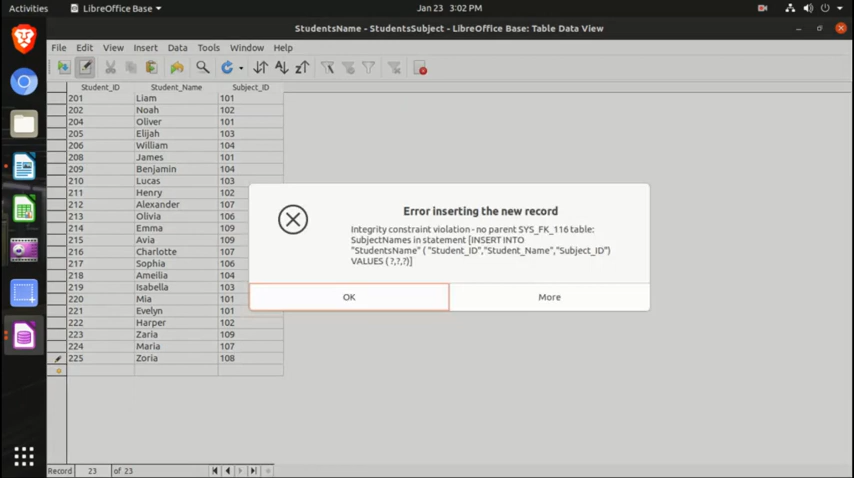 Activities LibreOffice Base Jan 23 3:02 PM
StudentsName - StudentsSubject - LibreOffice Base: Table Data View
File Edit View Insert Data Tools Window Help
Student_ID Student_Name Subject_ID
201 Liam 101
202 Noah 102
204 Oliver 101
205 Elijah 103
206 William 104
208 James 101
209 Benjamin 104
210 Lucas 103
211 Henry 102
212 Alexander 107
213 Olivia 106
214 Emma 109
215 Avia 109
216 Charlotte 107
217 Sophia 106
218 Ameilia 104
219 Isabella 103
220 Mia 101
221 Evelyn 101
222 Harper 102
223 Zaria 109
224 Maria 107
225 Zoria 108
Error inserting the new record
Integrity constraint violation - no parent SYS_FK_116 table:
SubjectNames in statement [INSERT INTO
"StudentsName" ( "Student_ID","Student_Name","Subject_ID")
VALUES ( ?,?,?)]
OK More
Record 23 of 23